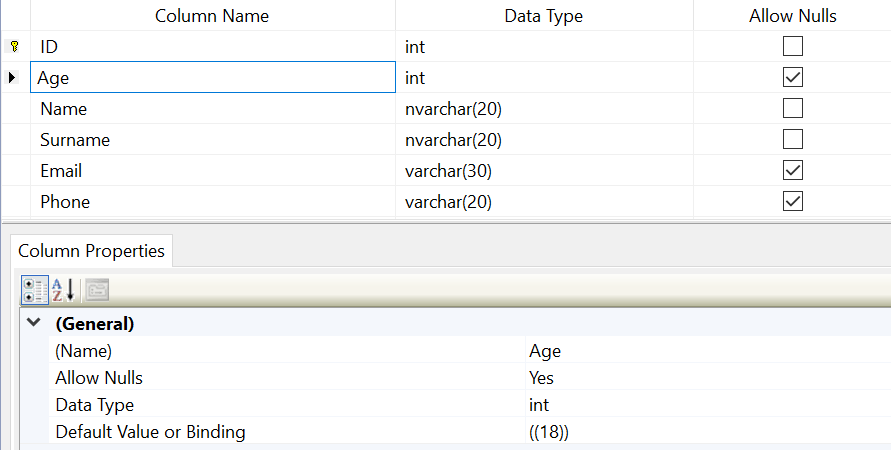 Column Name Data Type Allow Nulls
ID int
Age int
Name nvarchar(20)
Surname nvarchar(20)
Email varchar(30)
Phone varchar(20)
Column Properties
A Z
(General)
(Name) Age
Allow Nulls Yes
Data Type int
Default Value or Binding ((18))